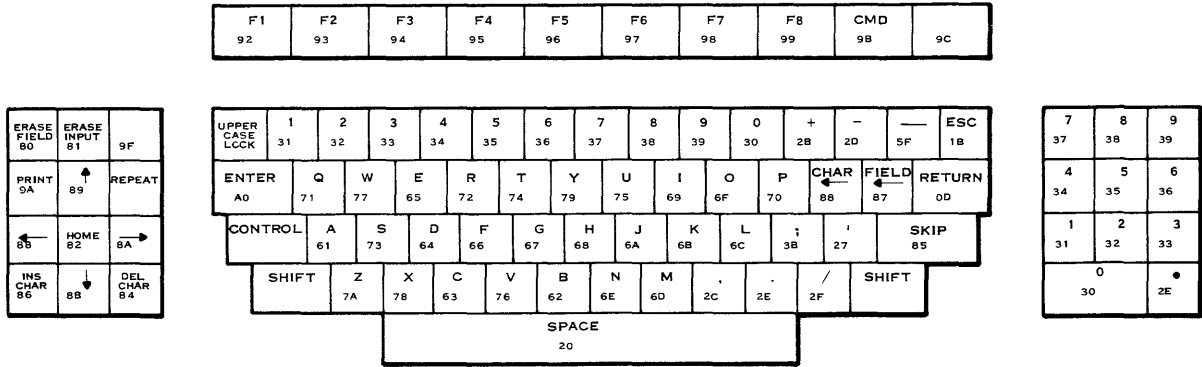 F1 F2 F3 F4 F5 F6 F7 F8 CMD
92 93 94 95 96 97 98 99 9B 9C
ERASE FIELD 80
ERASE INPUT 81
9F
PRINT 9A
↑ 89
REPEAT
← 88
HOME 82
→ 8A
INS CHAR 86
↓ 8B
DEL CHAR 84
UPPER CASE LOCK
1 2 3 4 5 6 7 8 9 0 + − — ESC
31 32 33 34 35 36 37 38 39 30 2B 2D 5F 1B
ENTER Q W E R T Y U I O P CHAR ← FIELD ← RETURN
A0 71 77 65 72 74 79 75 69 6F 70 88 87 0D
CONTROL A S D F G H J K L ; ' SKIP
61 73 64 66 67 68 6A 6B 6C 3B 27 85
SHIFT Z X C V B N M , . / SHIFT
7A 78 63 76 62 6E 6D 2C 2E 2F
SPACE
20
7 8 9
37 38 39
4 5 6
34 35 36
1 2 3
31 32 33
0 •
30 2E